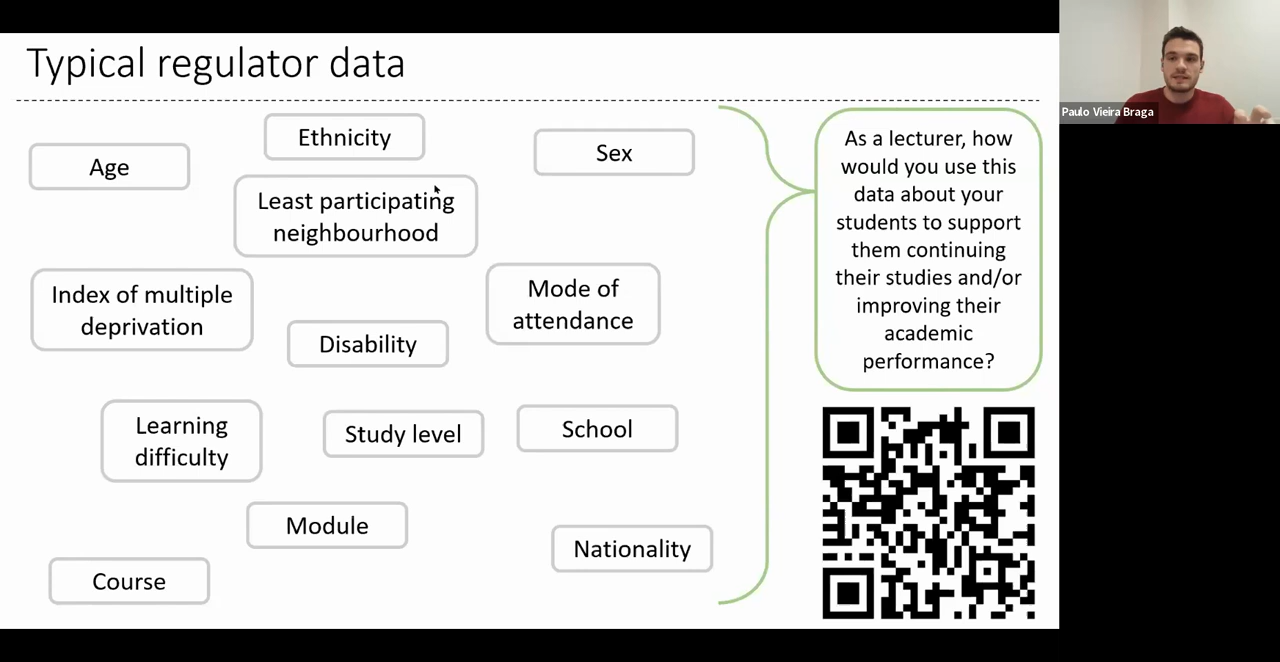 Typical regulator data
Ethnicity
Sex
Age
Least participating
neighbourhood
Index of multiple
deprivation
Mode of
attendance
Disability
Learning
difficulty
Study level
School
Module
Nationality
Course
As a lecturer, how
would you use this
data about your
students to support
them continuing
their studies and/or
improving their
academic
performance?
Paulo Vieira Braga